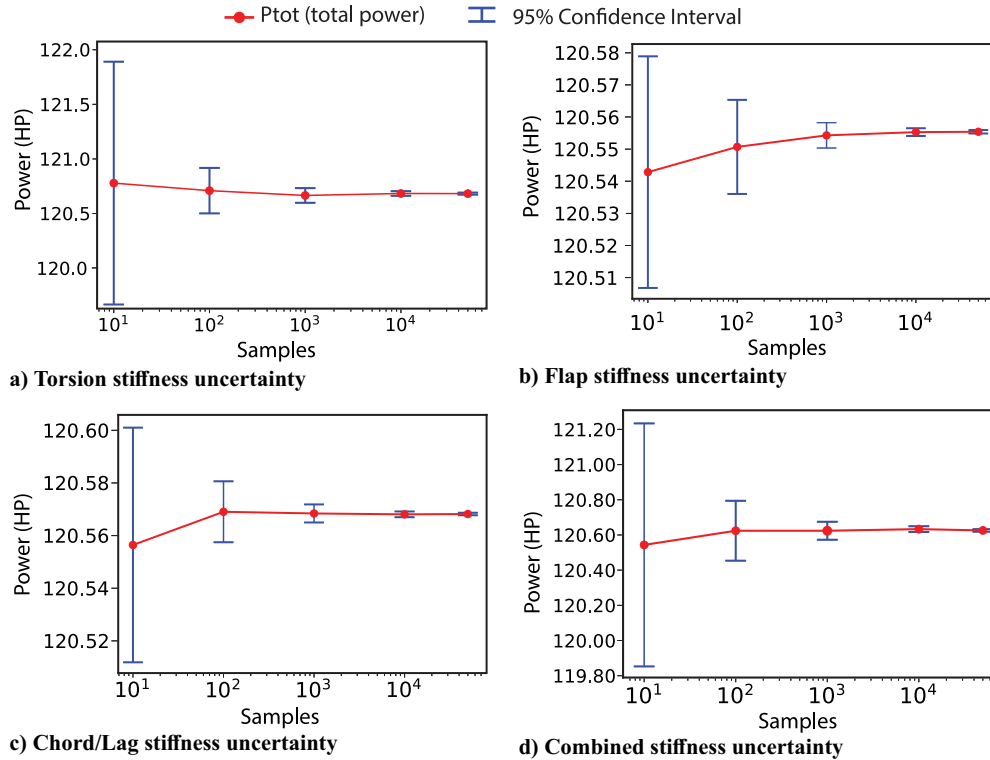 Ptot (total power) 95% Confidence Interval
122.0
121.5
121.0
120.5
120.0
Power (HP)
10¹ 10² 10³ 10⁴
Samples
a) Torsion stiffness uncertainty
120.58
120.57
120.56
120.55
120.54
120.53
120.52
120.51
Power (HP)
10¹ 10² 10³ 10⁴
Samples
b) Flap stiffness uncertainty
120.60
120.58
120.56
120.54
120.52
Power (HP)
10¹ 10² 10³ 10⁴
Samples
c) Chord/Lag stiffness uncertainty
121.20
121.00
120.80
120.60
120.40
120.20
120.00
119.80
Power (HP)
10¹ 10² 10³ 10⁴
Samples
d) Combined stiffness uncertainty